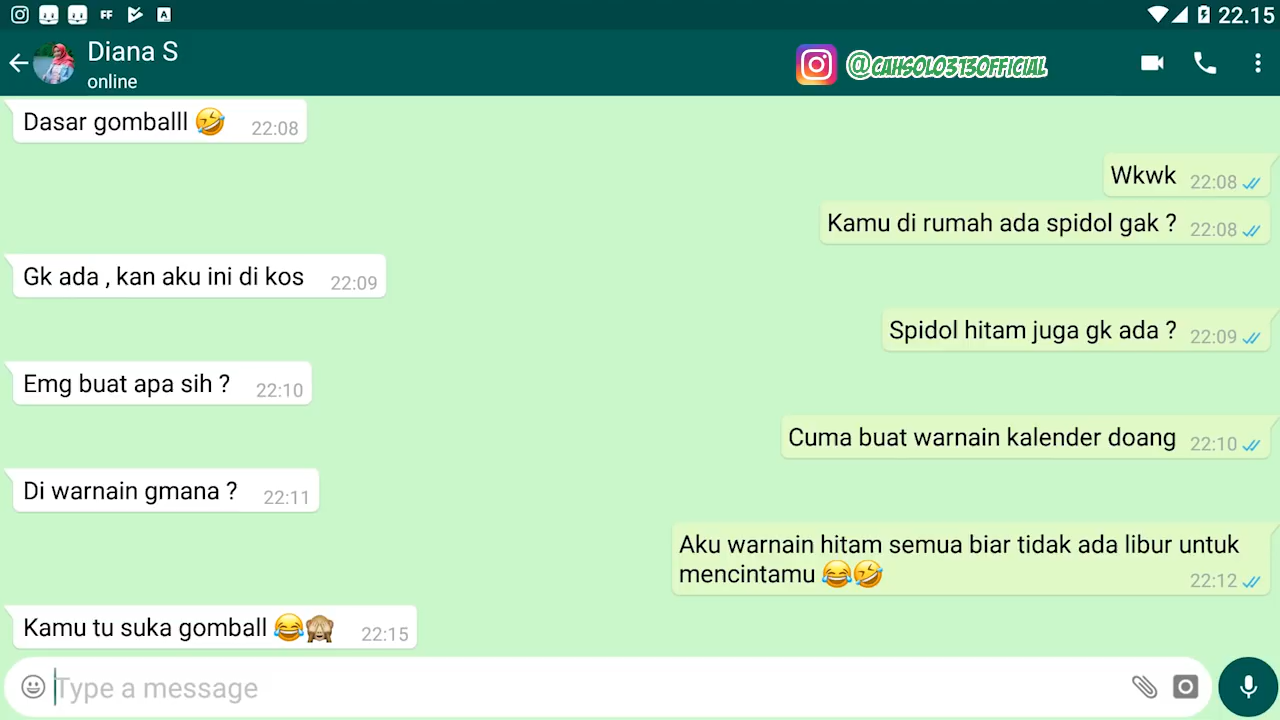 FF
A
22.15
Diana S
online
@CAHSOLO313OFFICIAL
Dasar gomballl 🤣 22:08
Wkwk 22:08
Kamu di rumah ada spidol gak ? 22:08
Gk ada , kan aku ini di kos 22:09
Spidol hitam juga gk ada ? 22:09
Emg buat apa sih ? 22:10
Cuma buat warnain kalender doang 22:10
Di warnain gmana ? 22:11
Aku warnain hitam semua biar tidak ada libur untuk
mencintamu 😂🤣 22:12
Kamu tu suka gomball 😂🙈 22:15
Type a message